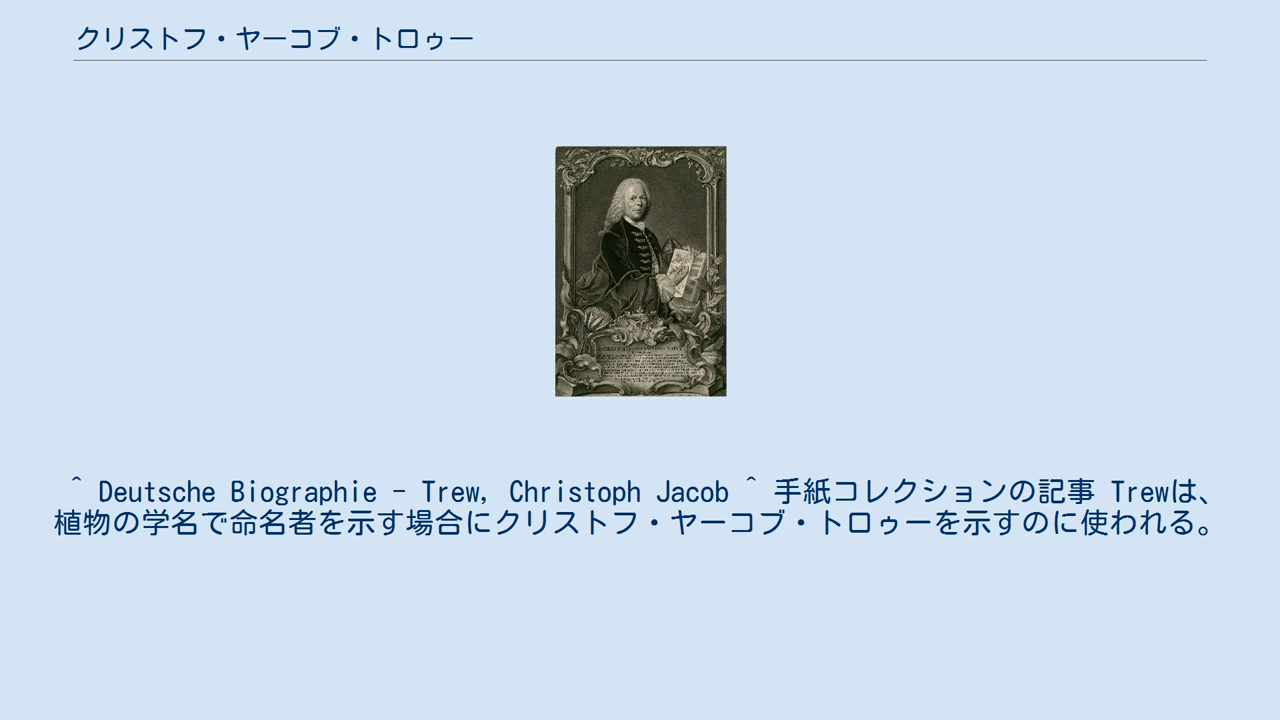 クリストフ・ヤーコブ・トロゥー
^ Deutsche Biographie - Trew, Christoph Jacob ^ 手紙コレクションの記事 Trewは、
植物の学名で命名者を示す場合にクリストフ・ヤーコブ・トロゥーを示すのに使われる。